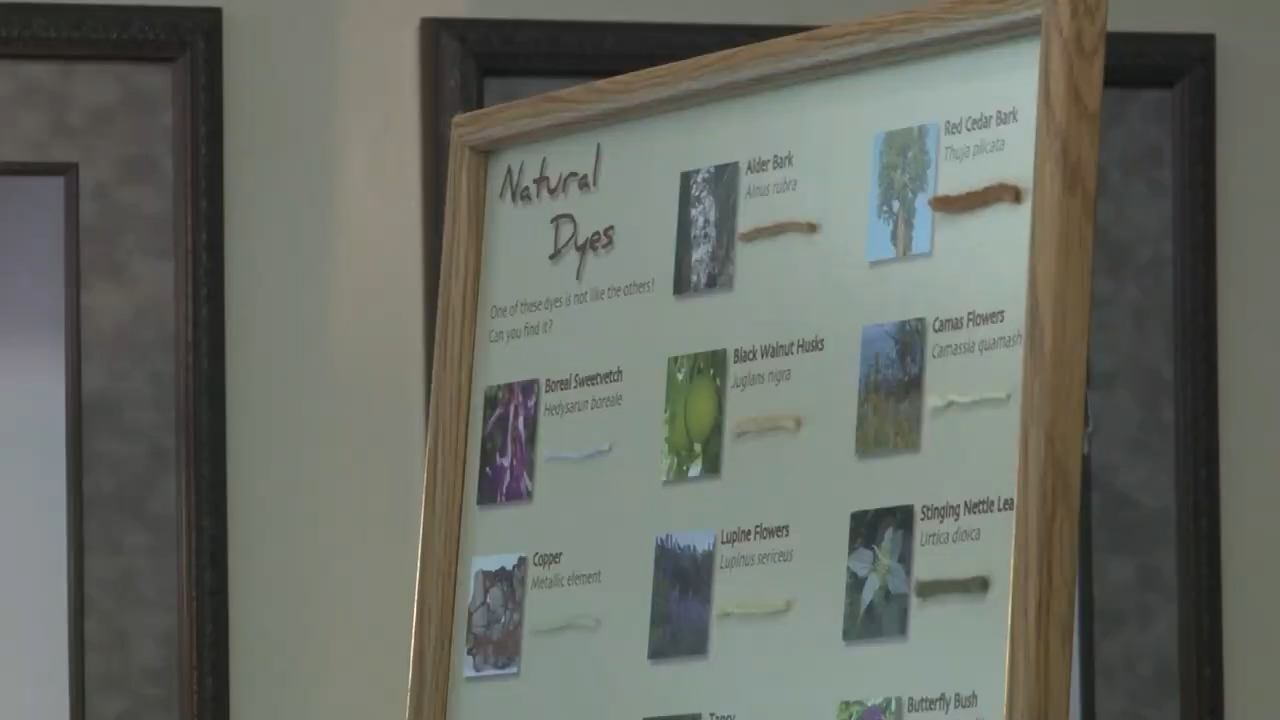 Natural
Dyes
One of these dyes is not like the others!
Can you find it?
Boreal Sweetvetch
Hedysarun boreale
Copper
Metallic element
Alder Bark
Alnus rubra
Black Walnut Husks
Juglans nigra
Lupine Flowers
Lupinus sericeus
Tansy
Red Cedar Bark
Thuja plicata
Camas Flowers
Camassia quamash
Stinging Nettle Lea
Urtica dioica
Butterfly Bush